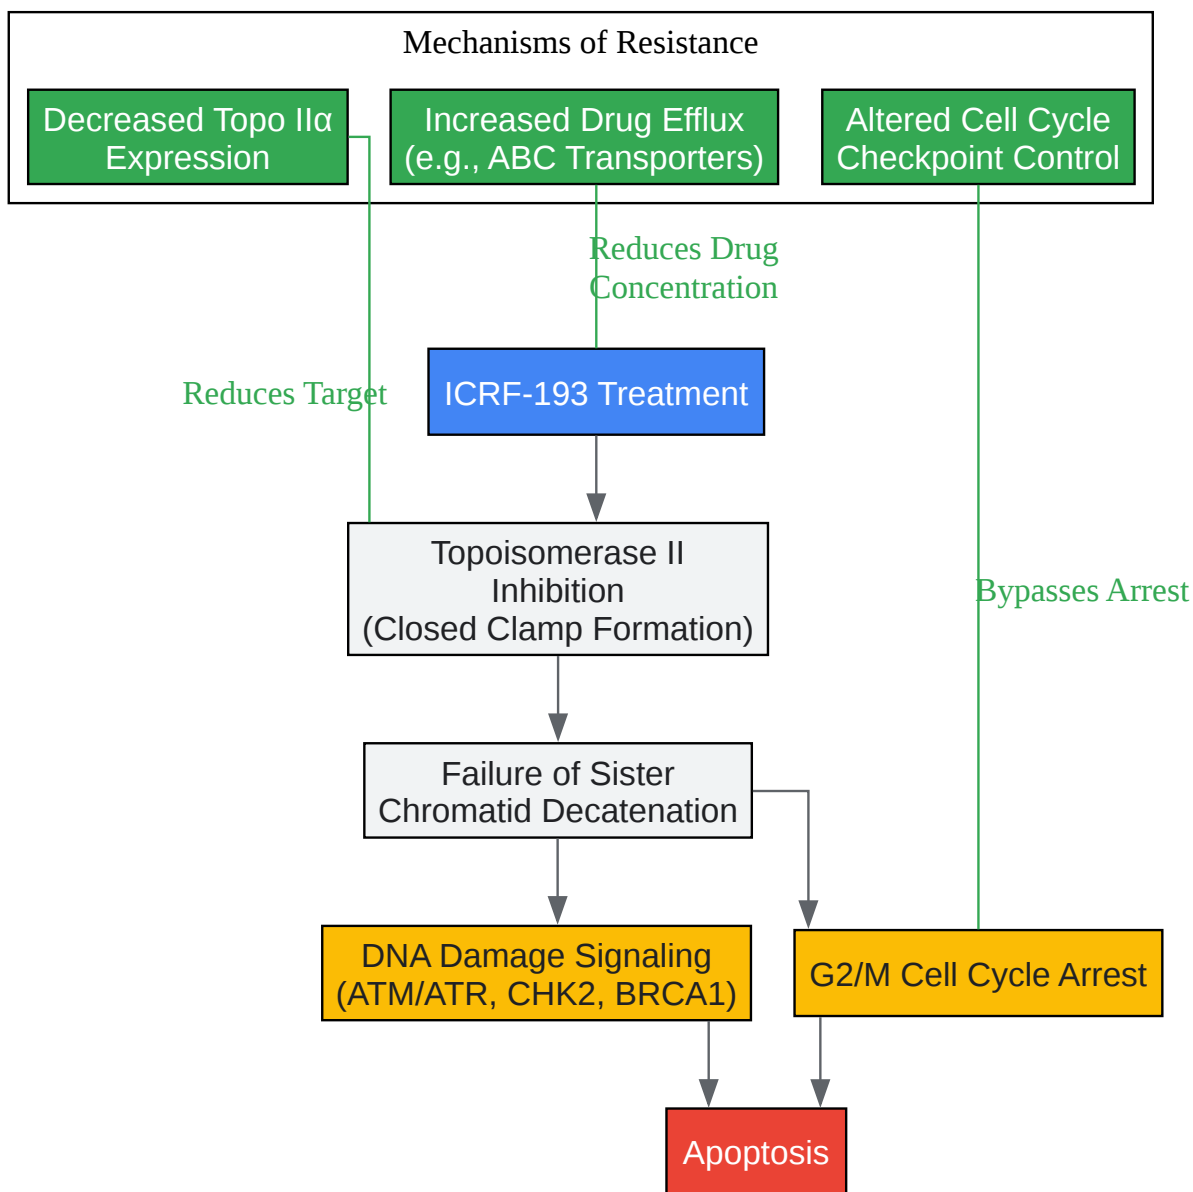 Mechanisms of Resistance
Decreased Topo IIα
Expression
Increased Drug Efflux
(e.g., ABC Transporters)
Altered Cell Cycle
Checkpoint Control
Reduces Drug
Concentration
Reduces Target
ICRF-193 Treatment
Topoisomerase II
Inhibition
(Closed Clamp Formation)
Bypasses Arrest
Failure of Sister
Chromatid Decatenation
DNA Damage Signaling
(ATM/ATR, CHK2, BRCA1)
G2/M Cell Cycle Arrest
Apoptosis